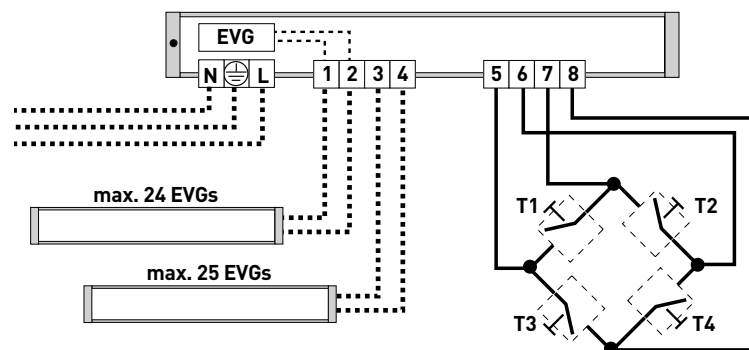 EVG
N L 1 2 3 4 5 6 7 8
max. 24 EVGs
T1 T2
max. 25 EVGs
T3 T4